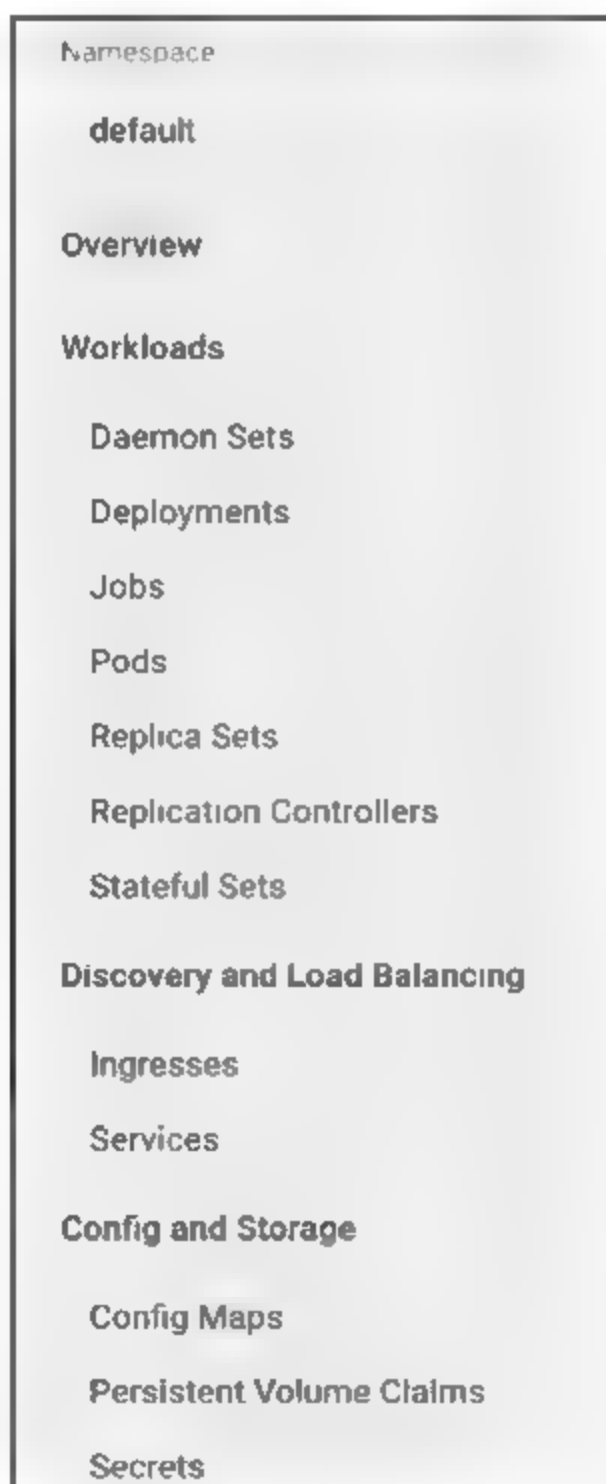 Namespace
default
Overview
Workloads
Daemon Sets
Deployments
Jobs
Pods
Replica Sets
Replication Controllers
Stateful Sets
Discovery and Load Balancing
Ingresses
Services
Config and Storage
Config Maps
Persistent Volume Claims
Secrets